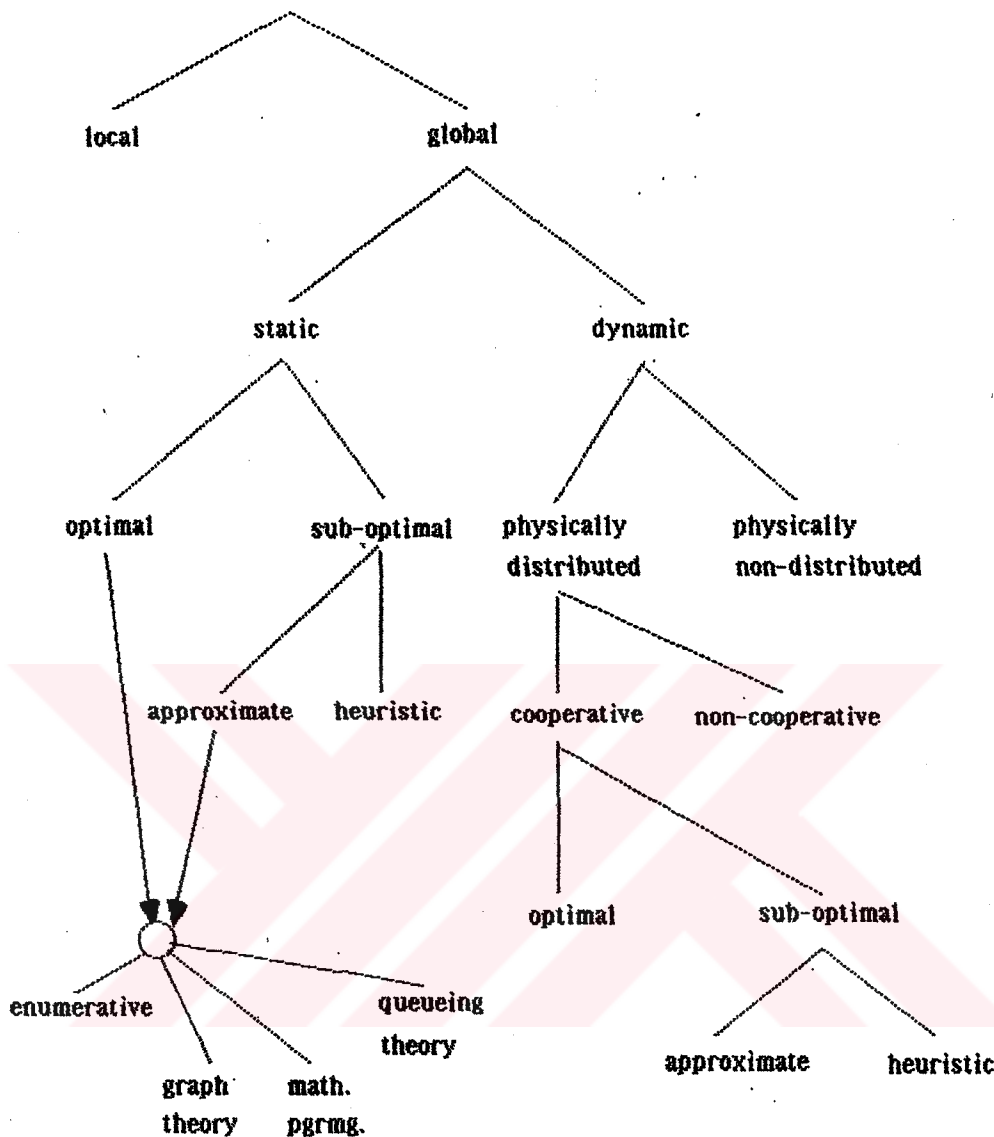 local
global
static
dynamic
optimal
sub-optimal
physically
distributed
physically
non-distributed
approximate
heuristic
cooperative
non-cooperative
optimal
sub-optimal
enumerative
queueing
theory
graph
theory
math.
pgrmg.
approximate
heuristic